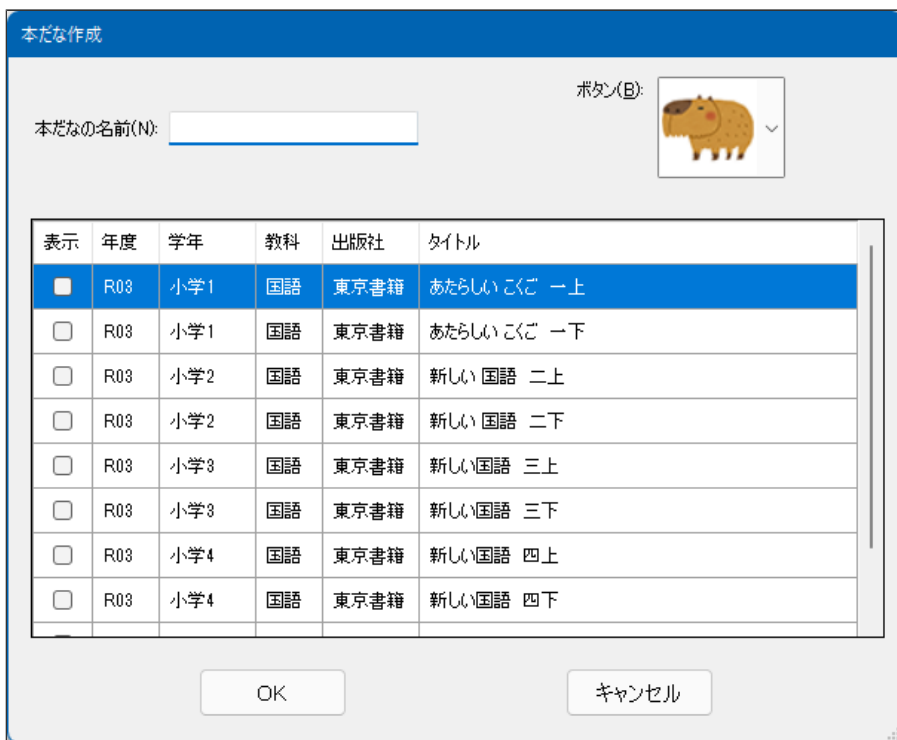 本だな作成
ボタン(B):
本だなの名前(N):
表示 年度 学年 教科 出版社 タイトル
R03 小学1 国語 東京書籍 あたらしい こくご 一上
R03 小学1 国語 東京書籍 あたらしい こくご 一下
R03 小学2 国語 東京書籍 新しい 国語 二上
R03 小学2 国語 東京書籍 新しい 国語 二下
R03 小学3 国語 東京書籍 新しい国語 三上
R03 小学3 国語 東京書籍 新しい国語 三下
R03 小学4 国語 東京書籍 新しい国語 四上
R03 小学4 国語 東京書籍 新しい国語 四下
OK キャンセル